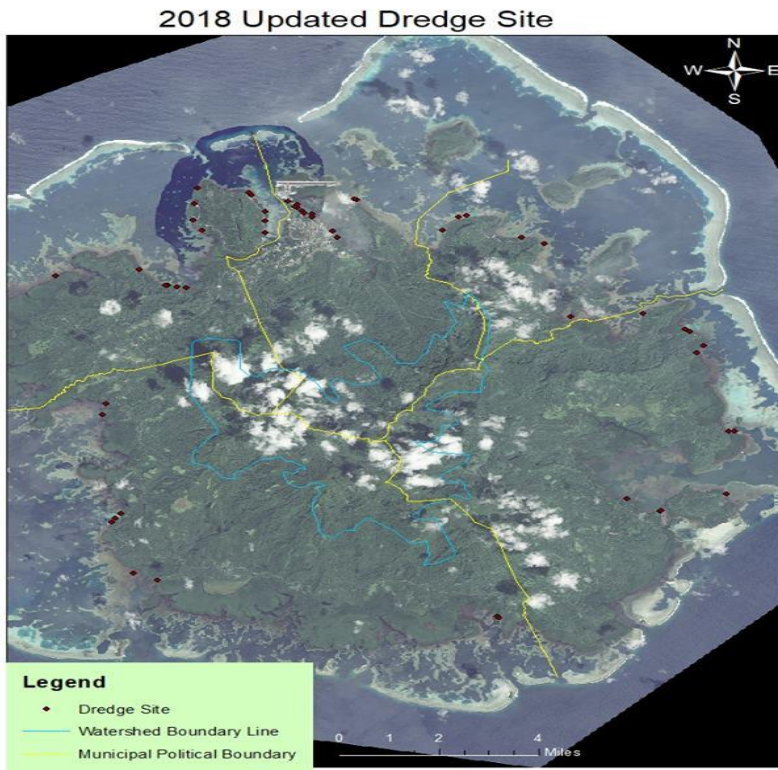 2018 Updated Dredge Site
N
W E
S
Legend
Dredge Site
Watershed Boundary Line
Municipal Political Boundary
0 1 2 4
Miles